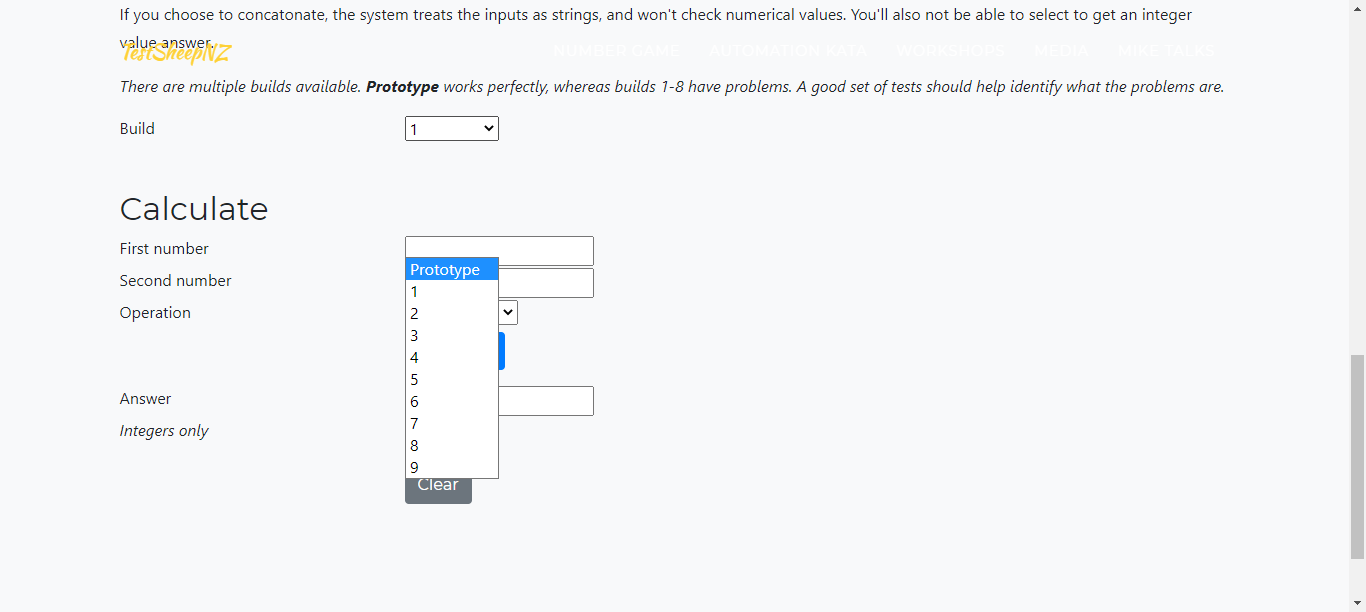 If you choose to concatonate, the system treats the inputs as strings, and won't check numerical values. You'll also not be able to select to get an integer
value answer.
TestSheepNZ NUMBER GAME AUTOMATION KATA WORKSHOPS MEDIA MIKE TALKS
There are multiple builds available. Prototype works perfectly, whereas builds 1-8 have problems. A good set of tests should help identify what the problems are.
Build 1
Calculate
First number
Prototype
Second number
1
Operation
2
3
4
5
Answer
6
Integers only
7
8
9
Clear